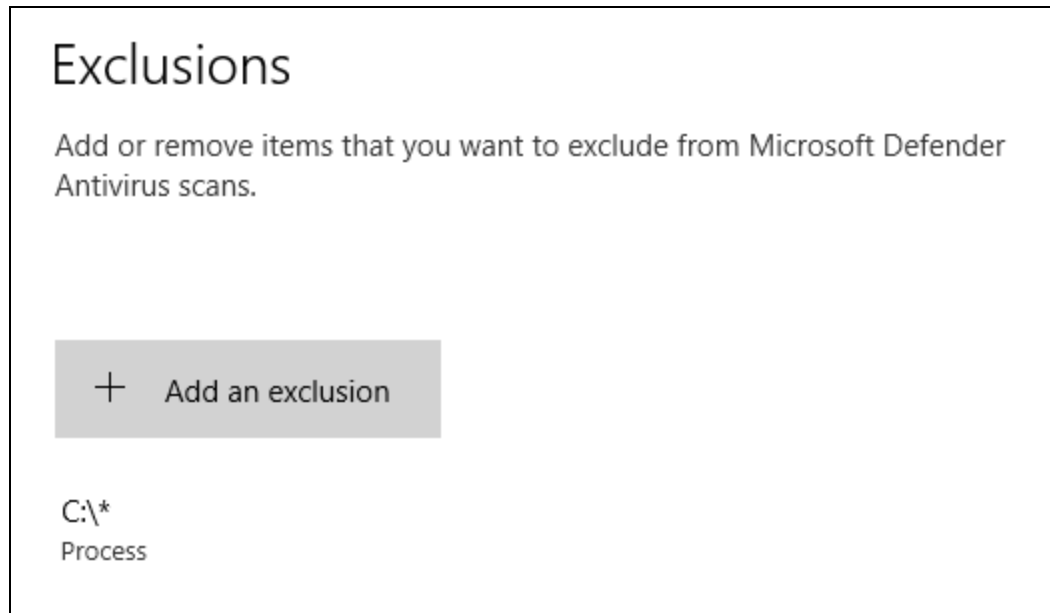 Exclusions
Add or remove items that you want to exclude from Microsoft Defender
Antivirus scans.
+ Add an exclusion
C:\*
Process